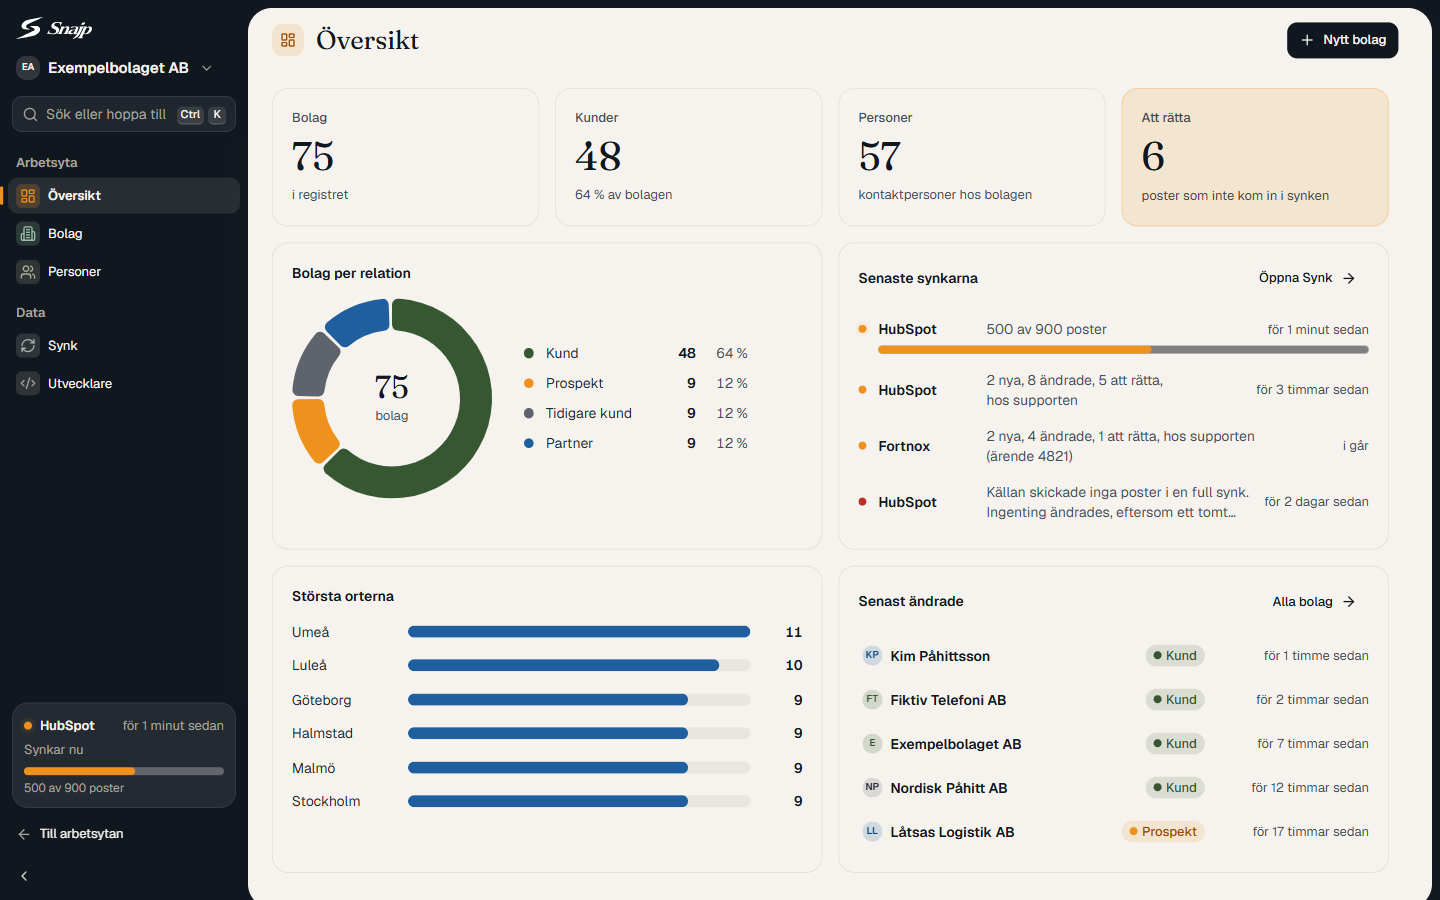 Snajp
EA Exempelbolaget AB
Sök eller hoppa till Ctrl K
Arbetsyta
Översikt
Bolag
Personer
Data
Synk
Utvecklare
HubSpot för 1 minut sedan
Synkar nu
500 av 900 poster
Till arbetsytan
Översikt
Nytt bolag
Bolag
75
i registret
Kunder
48
64 % av bolagen
Personer
57
kontaktpersoner hos bolagen
Att rätta
6
poster som inte kom in i synken
Bolag per relation
75
bolag
Kund 48 64 %
Prospekt 9 12 %
Tidigare kund 9 12 %
Partner 9 12 %
Senaste synkarna
Öppna Synk
HubSpot 500 av 900 poster för 1 minut sedan
HubSpot 2 nya, 8 ändrade, 5 att rätta, för 3 timmar sedan
hos supporten
Fortnox 2 nya, 4 ändrade, 1 att rätta, hos supporten i går
(ärende 4821)
HubSpot Källan skickade inga poster i en full synk. för 2 dagar sedan
Ingenting ändrades, eftersom ett tomt…
Största orterna
Umeå 11
Luleå 10
Göteborg 9
Halmstad 9
Malmö 9
Stockholm 9
Senast ändrade
Alla bolag
KP Kim Påhittsson Kund för 1 timme sedan
FT Fiktiv Telefoni AB Kund för 2 timmar sedan
E Exempelbolaget AB Kund för 7 timmar sedan
NP Nordisk Påhitt AB Kund för 12 timmar sedan
LL Låtsas Logistik AB Prospekt för 17 timmar sedan